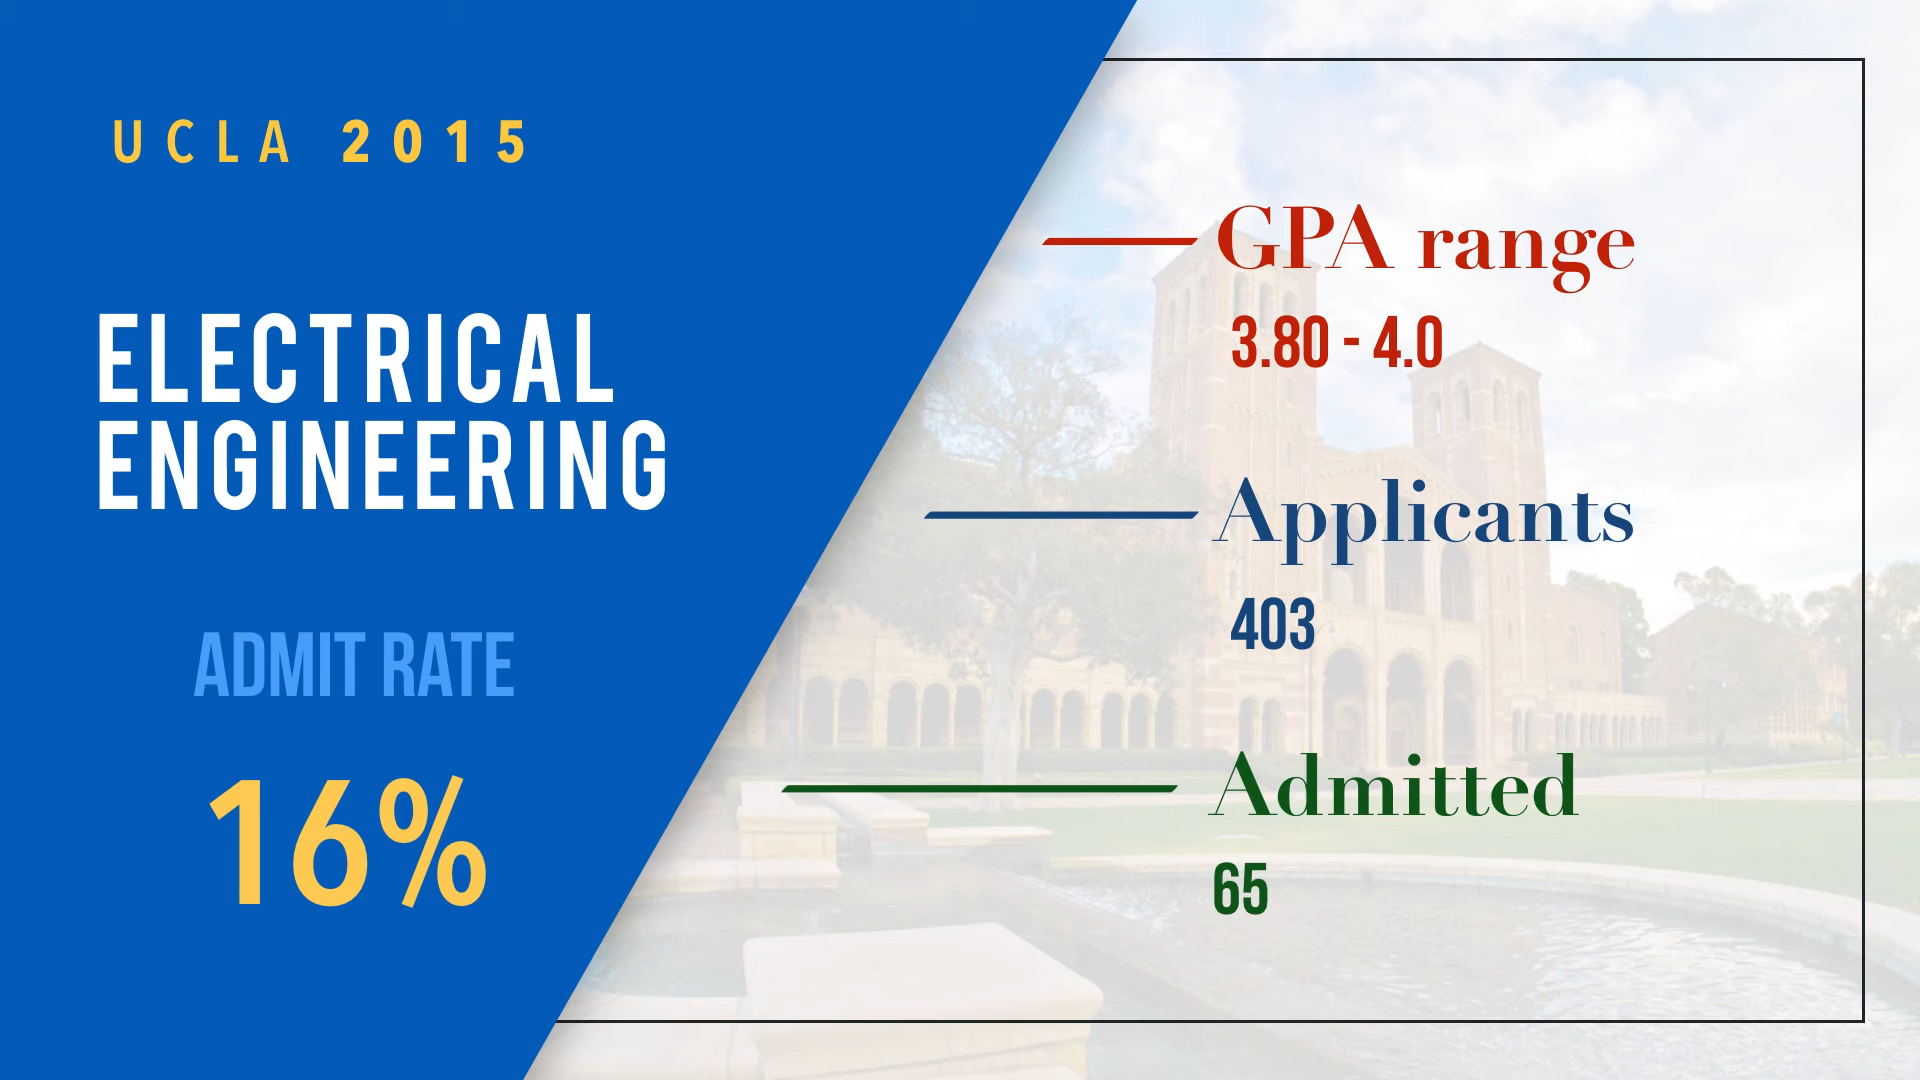 UCLA 2015
ELECTRICAL
ENGINEERING
ADMIT RATE
16%
GPA range
3.80 - 4.0
Applicants
403
Admitted
65